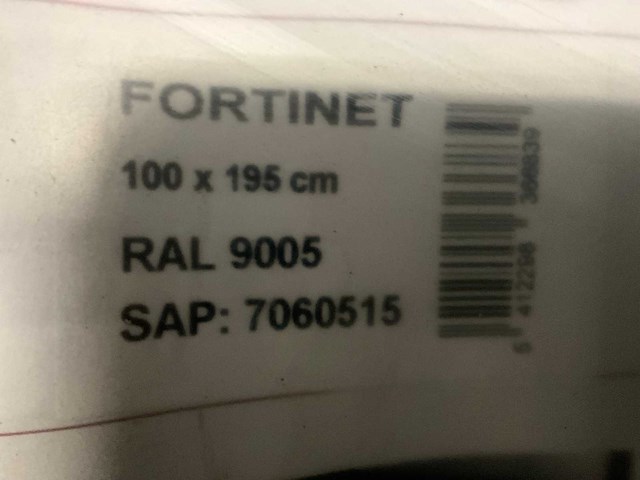 FORTINET
100 x 195 cm
RAL 9005
SAP: 7060515